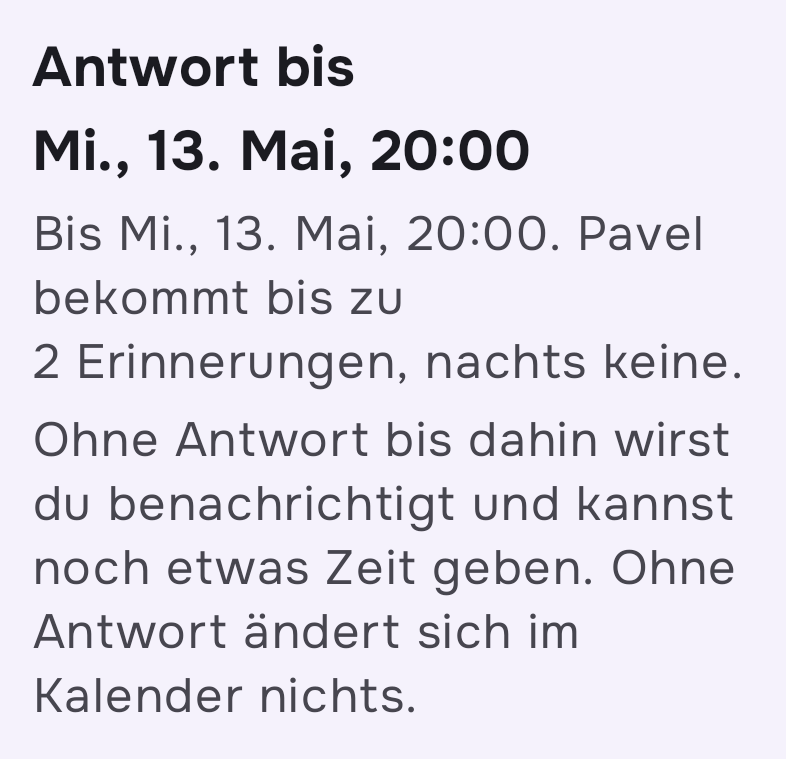 Antwort bis
Mi., 13. Mai, 20:00
Bis Mi., 13. Mai, 20:00. Pavel
bekommt bis zu
2 Erinnerungen, nachts keine.
Ohne Antwort bis dahin wirst
du benachrichtigt und kannst
noch etwas Zeit geben. Ohne
Antwort ändert sich im
Kalender nichts.